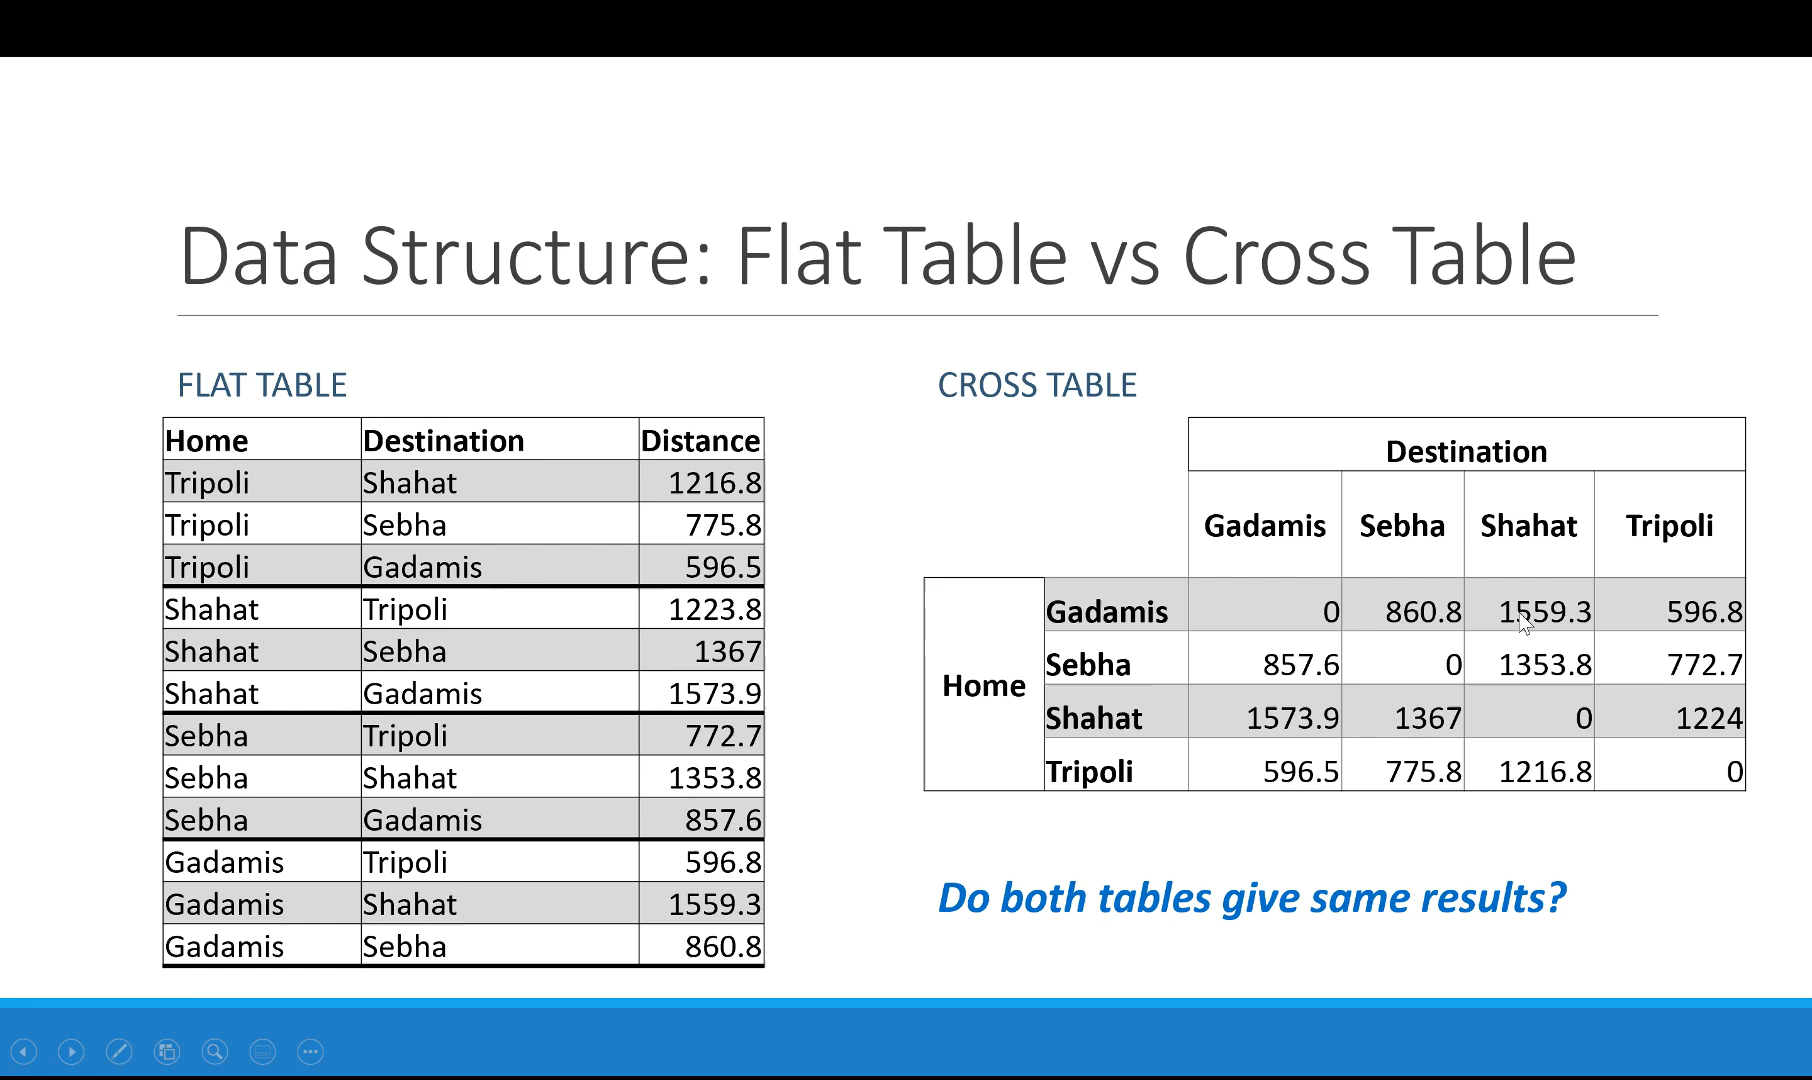 Data Structure: Flat Table vs Cross Table
FLAT TABLE
Home Destination Distance
Tripoli Shahat 1216.8
Tripoli Sebha 775.8
Tripoli Gadamis 596.5
Shahat Tripoli 1223.8
Shahat Sebha 1367
Shahat Gadamis 1573.9
Sebha Tripoli 772.7
Sebha Shahat 1353.8
Sebha Gadamis 857.6
Gadamis Tripoli 596.8
Gadamis Shahat 1559.3
Gadamis Sebha 860.8
CROSS TABLE
Destination
Gadamis Sebha Shahat Tripoli
Home
Gadamis 0 860.8 1559.3 596.8
Sebha 857.6 0 1353.8 772.7
Shahat 1573.9 1367 0 1224
Tripoli 596.5 775.8 1216.8 0
Do both tables give same results?